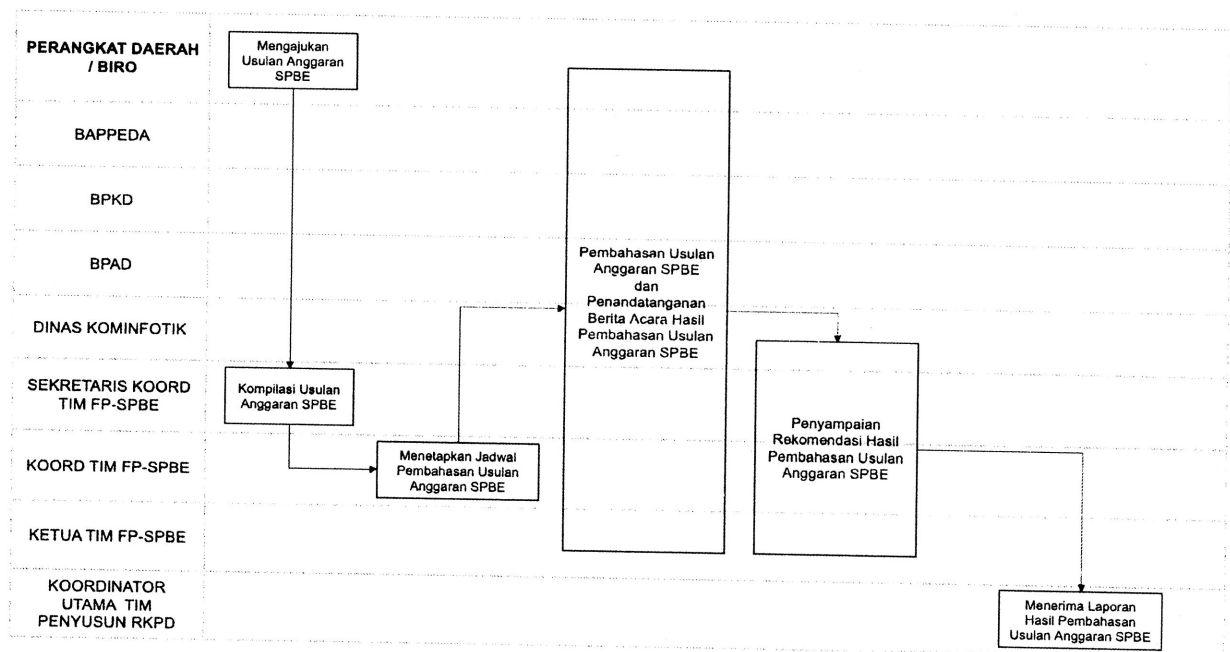 PERANGKAT DAERAH
/ BIRO
Mengajukan
Usulan Anggaran
SPBE
BAPPEDA
BPKD
BPAD
DINAS KOMINFOTIK
SEKRETARIS KOORD
TIM FP-SPBE
Kompilasi Usulan
Anggaran SPBE
KOORD TIM FP-SPBE
Menetapkan Jadwal
Pembahasan Usulan
Anggaran SPBE
Pembahasan Usulan
Anggaran SPBE
dan
Penandatanganan
Berita Acara Hasil
Pembahasan Usulan
Anggaran SPBE
Penyampaian
Rekomendasi Hasil
Pembahasan Usulan
Anggaran SPBE
KETUA TIM FP-SPBE
KOORDINATOR
UTAMA TIM
PENYUSUN RKPD
Menerima Laporan
Hasil Pembahasan
Usulan Anggaran SPBE